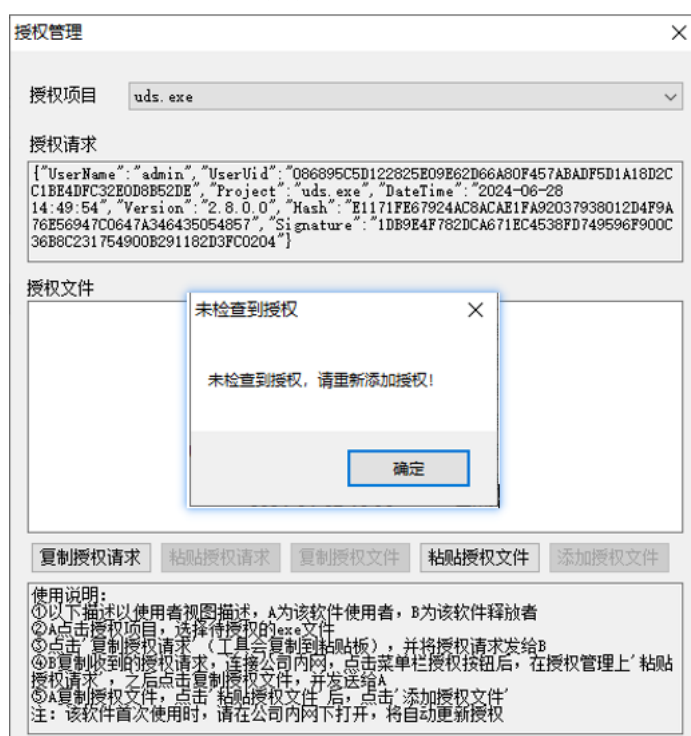 授权管理
授权项目
uds.exe
授权请求
{"UserName":"admin","UserUid":"086895C5D122825E09E62D66A80F457ABADF5D1A18D2C
C1BE4DFC32E0D8B52DE","Project":"uds.exe","DateTime":"2024-06-28
14:49:54","Version":"2.8.0.0","Hash":"E1171FE67924AC8ACAE1FA92037938012D4F9A
76E56947C0647A346435054857","Signature":"1DB9E4F782DCA671EC4538FD749596F900C
36B8C231754900B291182D3FC0204"}
授权文件
未检查到授权
未检查到授权，请重新添加授权！
确定
复制授权请求
粘贴授权请求
复制授权文件
粘贴授权文件
添加授权文件
使用说明：
①以下描述以使用者视图描述，A为该软件使用者，B为该软件释放者
②A点击授权项目，选择待授权的exe文件
③点击'复制授权请求'（工具会复制到粘贴板），并将授权请求发给B
④B复制收到的授权请求，连接公司内网，点击菜单栏授权按钮后，在授权管理上'粘贴
授权请求'，之后点击复制授权文件，并发送给A
⑤A复制授权文件，点击'粘贴授权文件'后，点击'添加授权文件'
注：该软件首次使用时，请在公司内网下打开，将自动更新授权